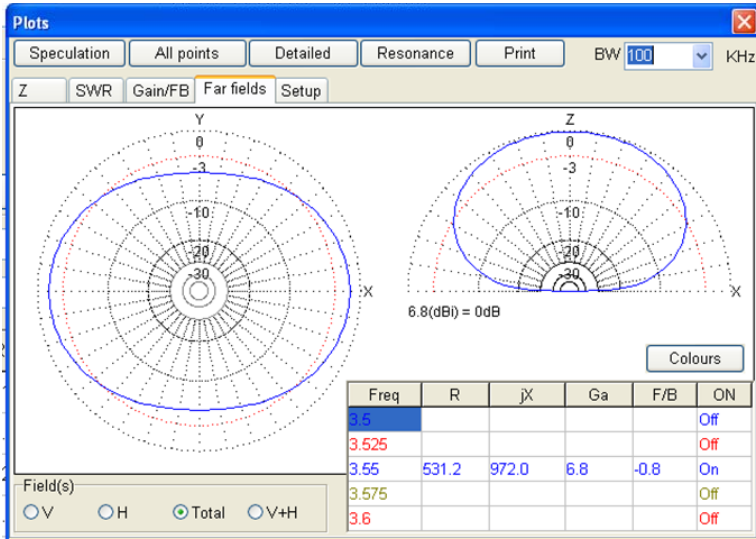 Plots
Speculation All points Detailed Resonance Print BW 100 KHz
Z SWR Gain/FB Far fields Setup
Y
0
-3
-10
-20
-30
X
Z
0
-3
-10
-20
-30
X
6.8(dBi) = 0dB
Colours
Freq R jX Ga F/B ON
3.5 Off
3.525 Off
3.55 531.2 972.0 6.8 -0.8 On
3.575 Off
3.6 Off
Field(s)
V H Total V+H